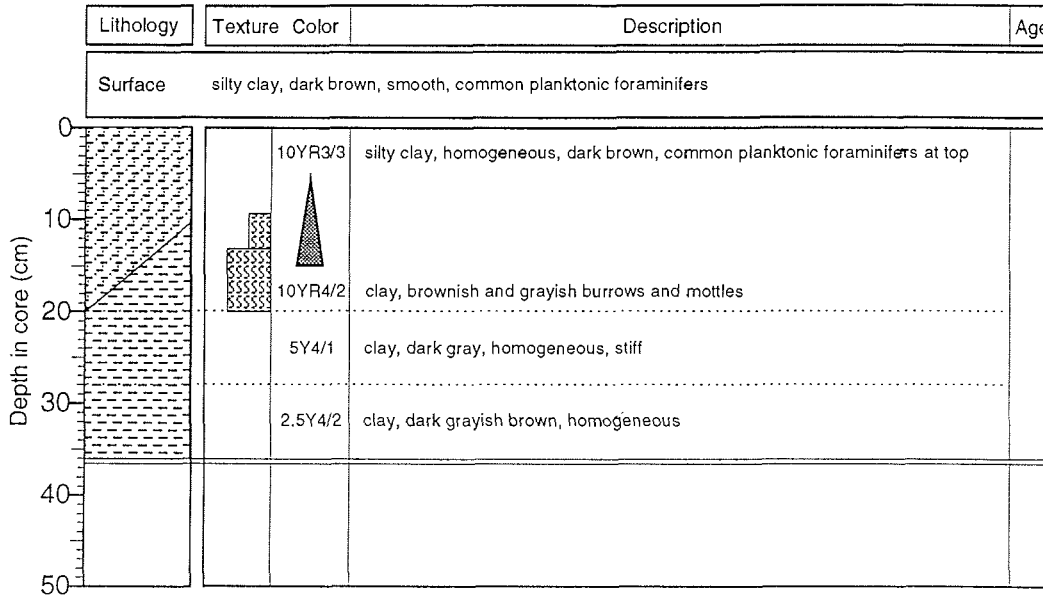 Lithology Texture Color Description Age
Surface silty clay, dark brown, smooth, common planktonic foraminifers
0
10YR3/3 silty clay, homogeneous, dark brown, common planktonic foraminifers at top
10
10YR4/2 clay, brownish and grayish burrows and mottles
20
5Y4/1 clay, dark gray, homogeneous, stiff
30
2.5Y4/2 clay, dark grayish brown, homogeneous
40
50
Depth in core (cm)